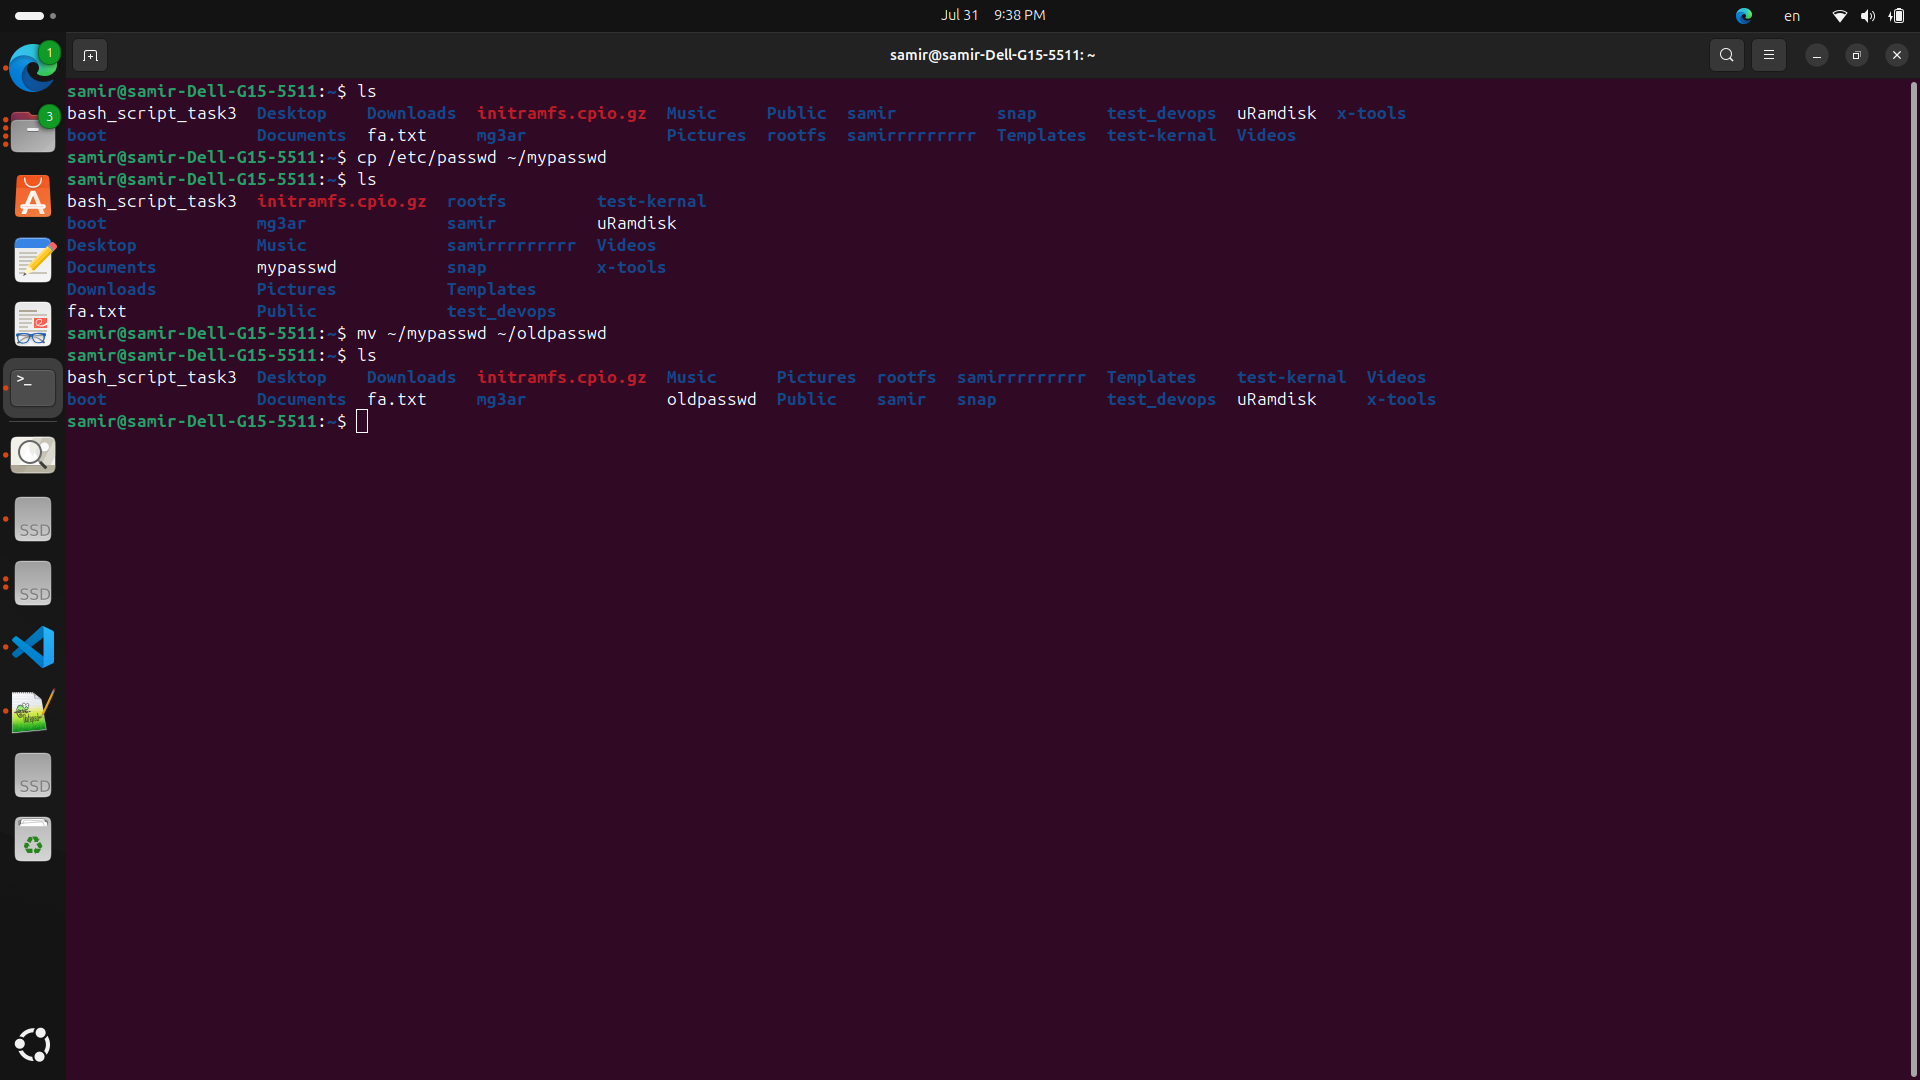 Jul 31 9:38 PM
en
samir@samir-Dell-G15-5511: ~
1
3
samir@samir-Dell-G15-5511:~$ ls
bash_script_task3 Desktop Downloads initramfs.cpio.gz Music Public samir snap test_devops uRamdisk x-tools
boot Documents fa.txt mg3ar Pictures rootfs samirrrrrrrrr Templates test-kernal Videos
samir@samir-Dell-G15-5511:~$ cp /etc/passwd ~/mypasswd
samir@samir-Dell-G15-5511:~$ ls
bash_script_task3 initramfs.cpio.gz rootfs test-kernal
boot mg3ar samir uRamdisk
Desktop Music samirrrrrrrrr Videos
Documents mypasswd snap x-tools
Downloads Pictures Templates
fa.txt Public test_devops
samir@samir-Dell-G15-5511:~$ mv ~/mypasswd ~/oldpasswd
samir@samir-Dell-G15-5511:~$ ls
bash_script_task3 Desktop Downloads initramfs.cpio.gz Music Pictures rootfs samirrrrrrrrr Templates test-kernal Videos
boot Documents fa.txt mg3ar oldpasswd Public samir snap test_devops uRamdisk x-tools
samir@samir-Dell-G15-5511:~$
SSD
SSD
SSD